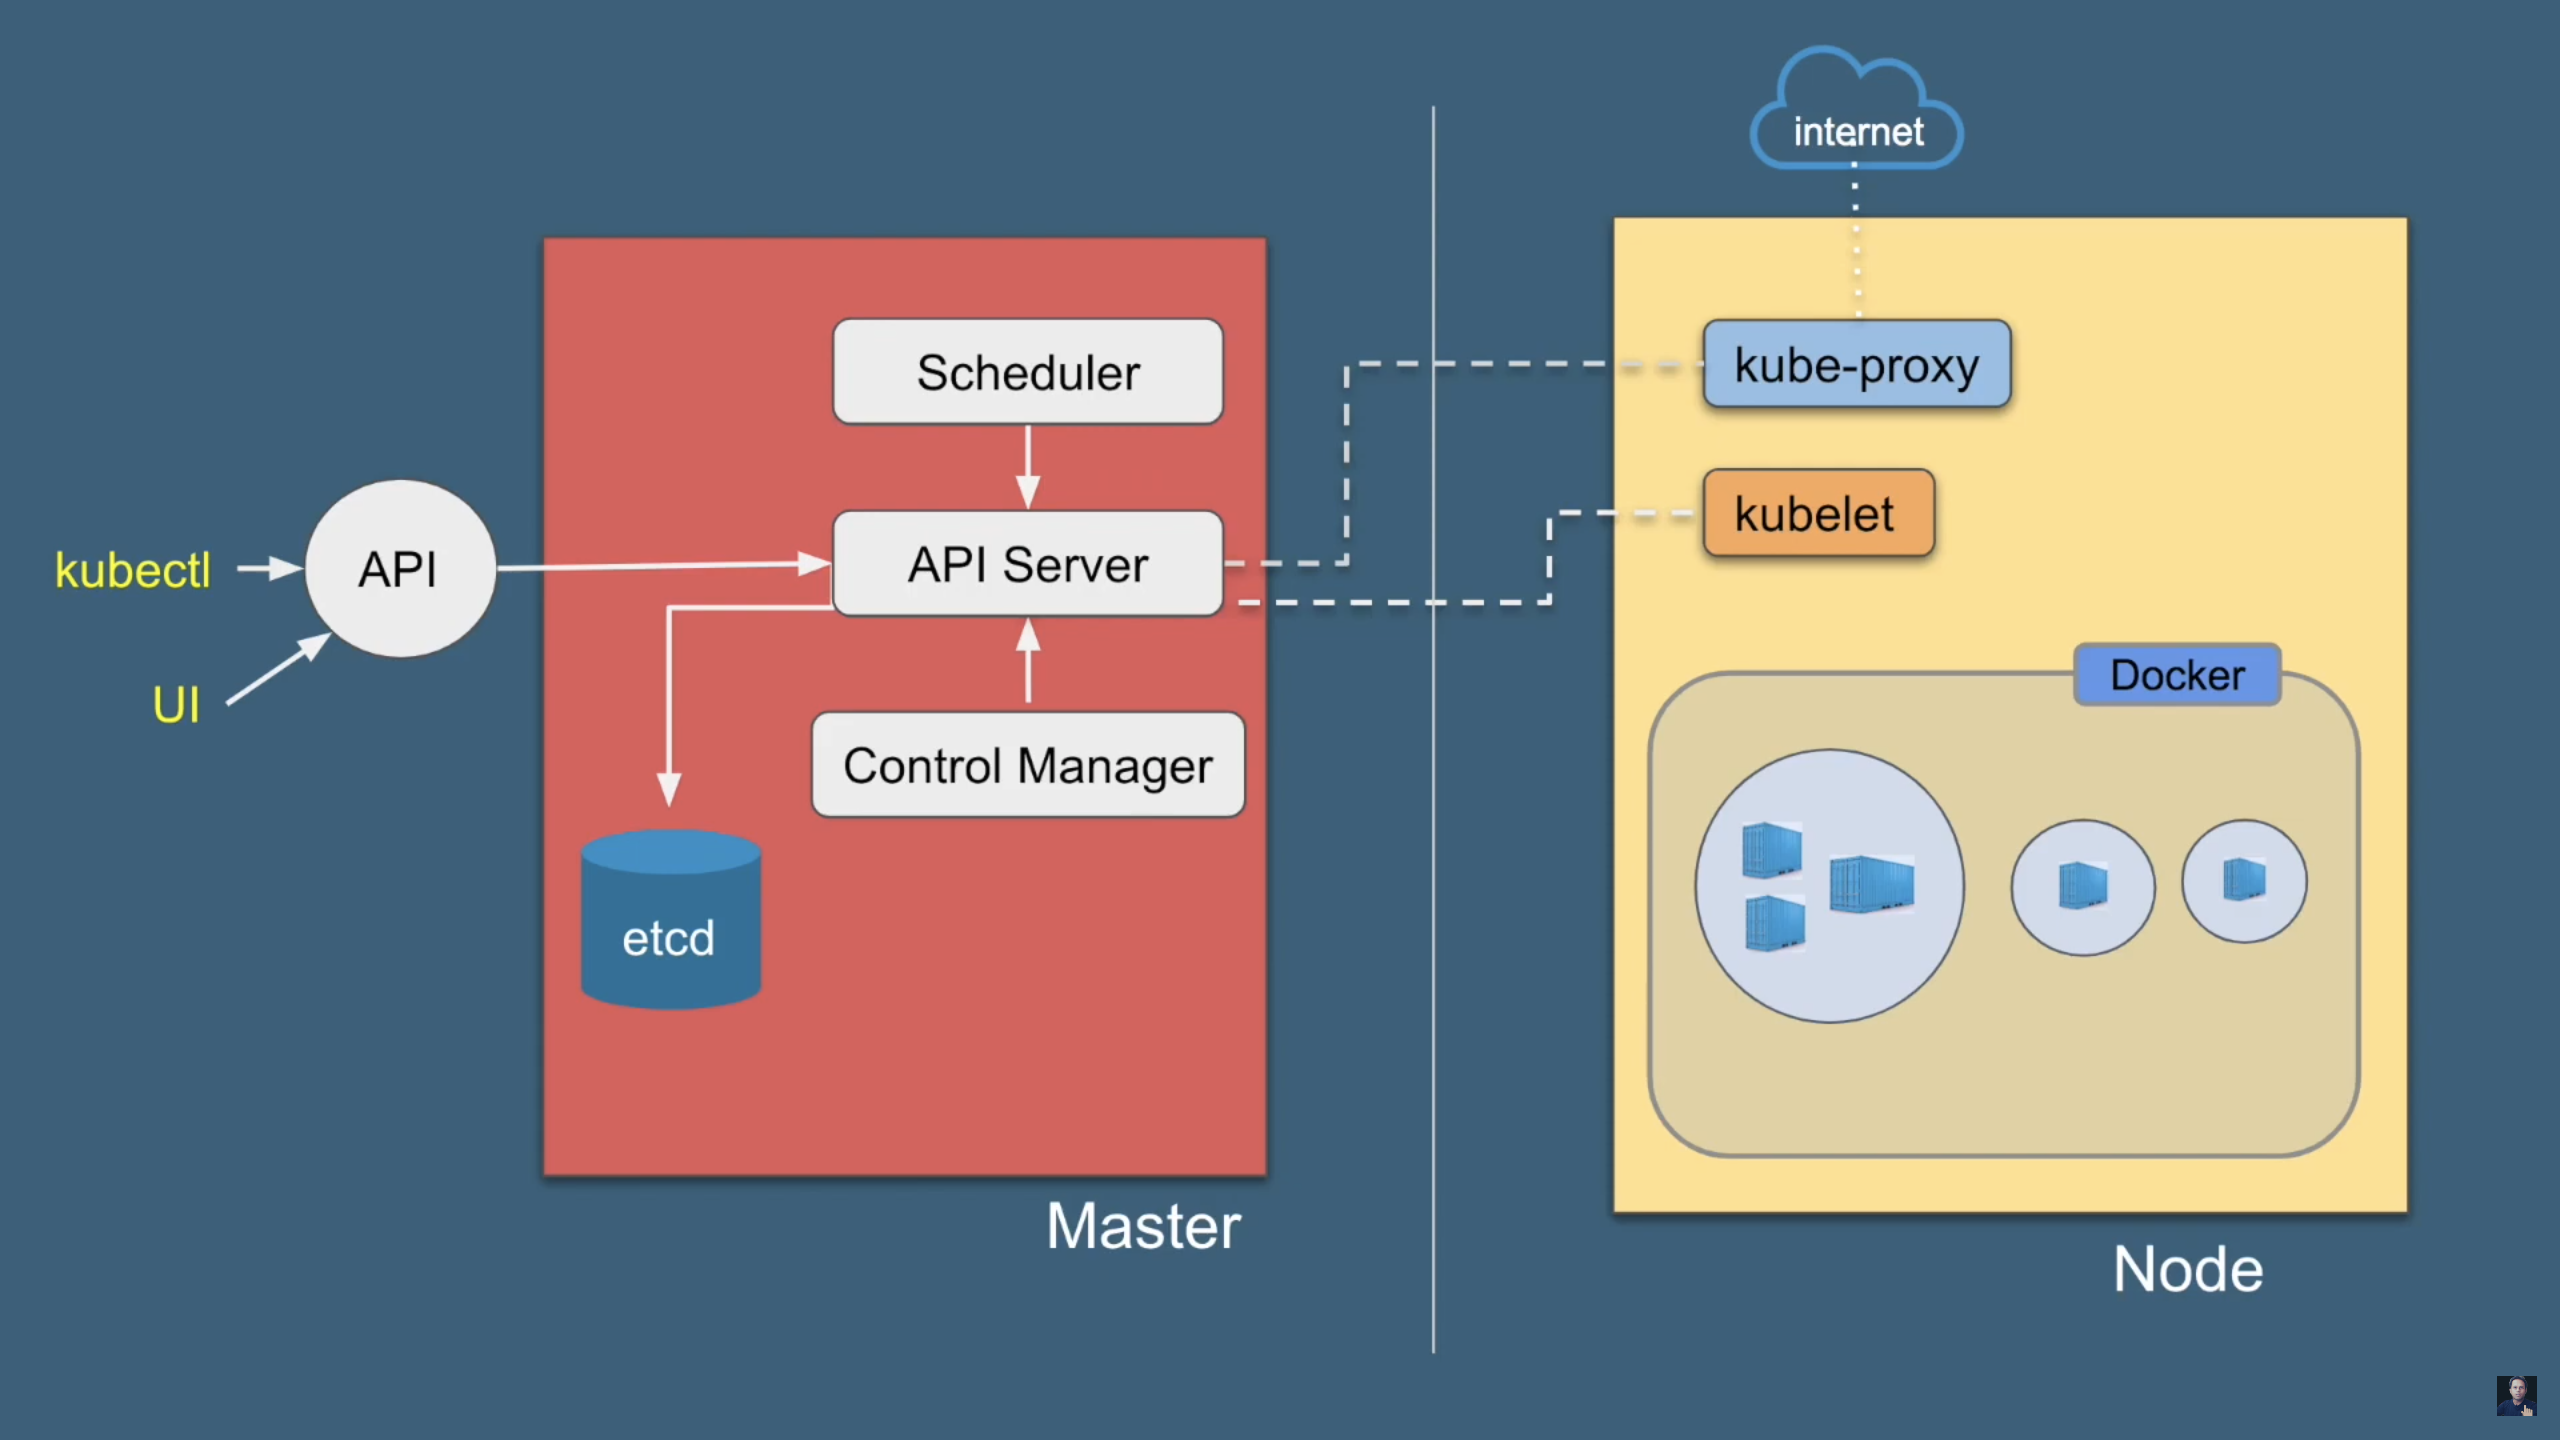 internet
Scheduler
kube-proxy
kubelet
kubectl
API
API Server
UI
Docker
Control Manager
etcd
Master
Node